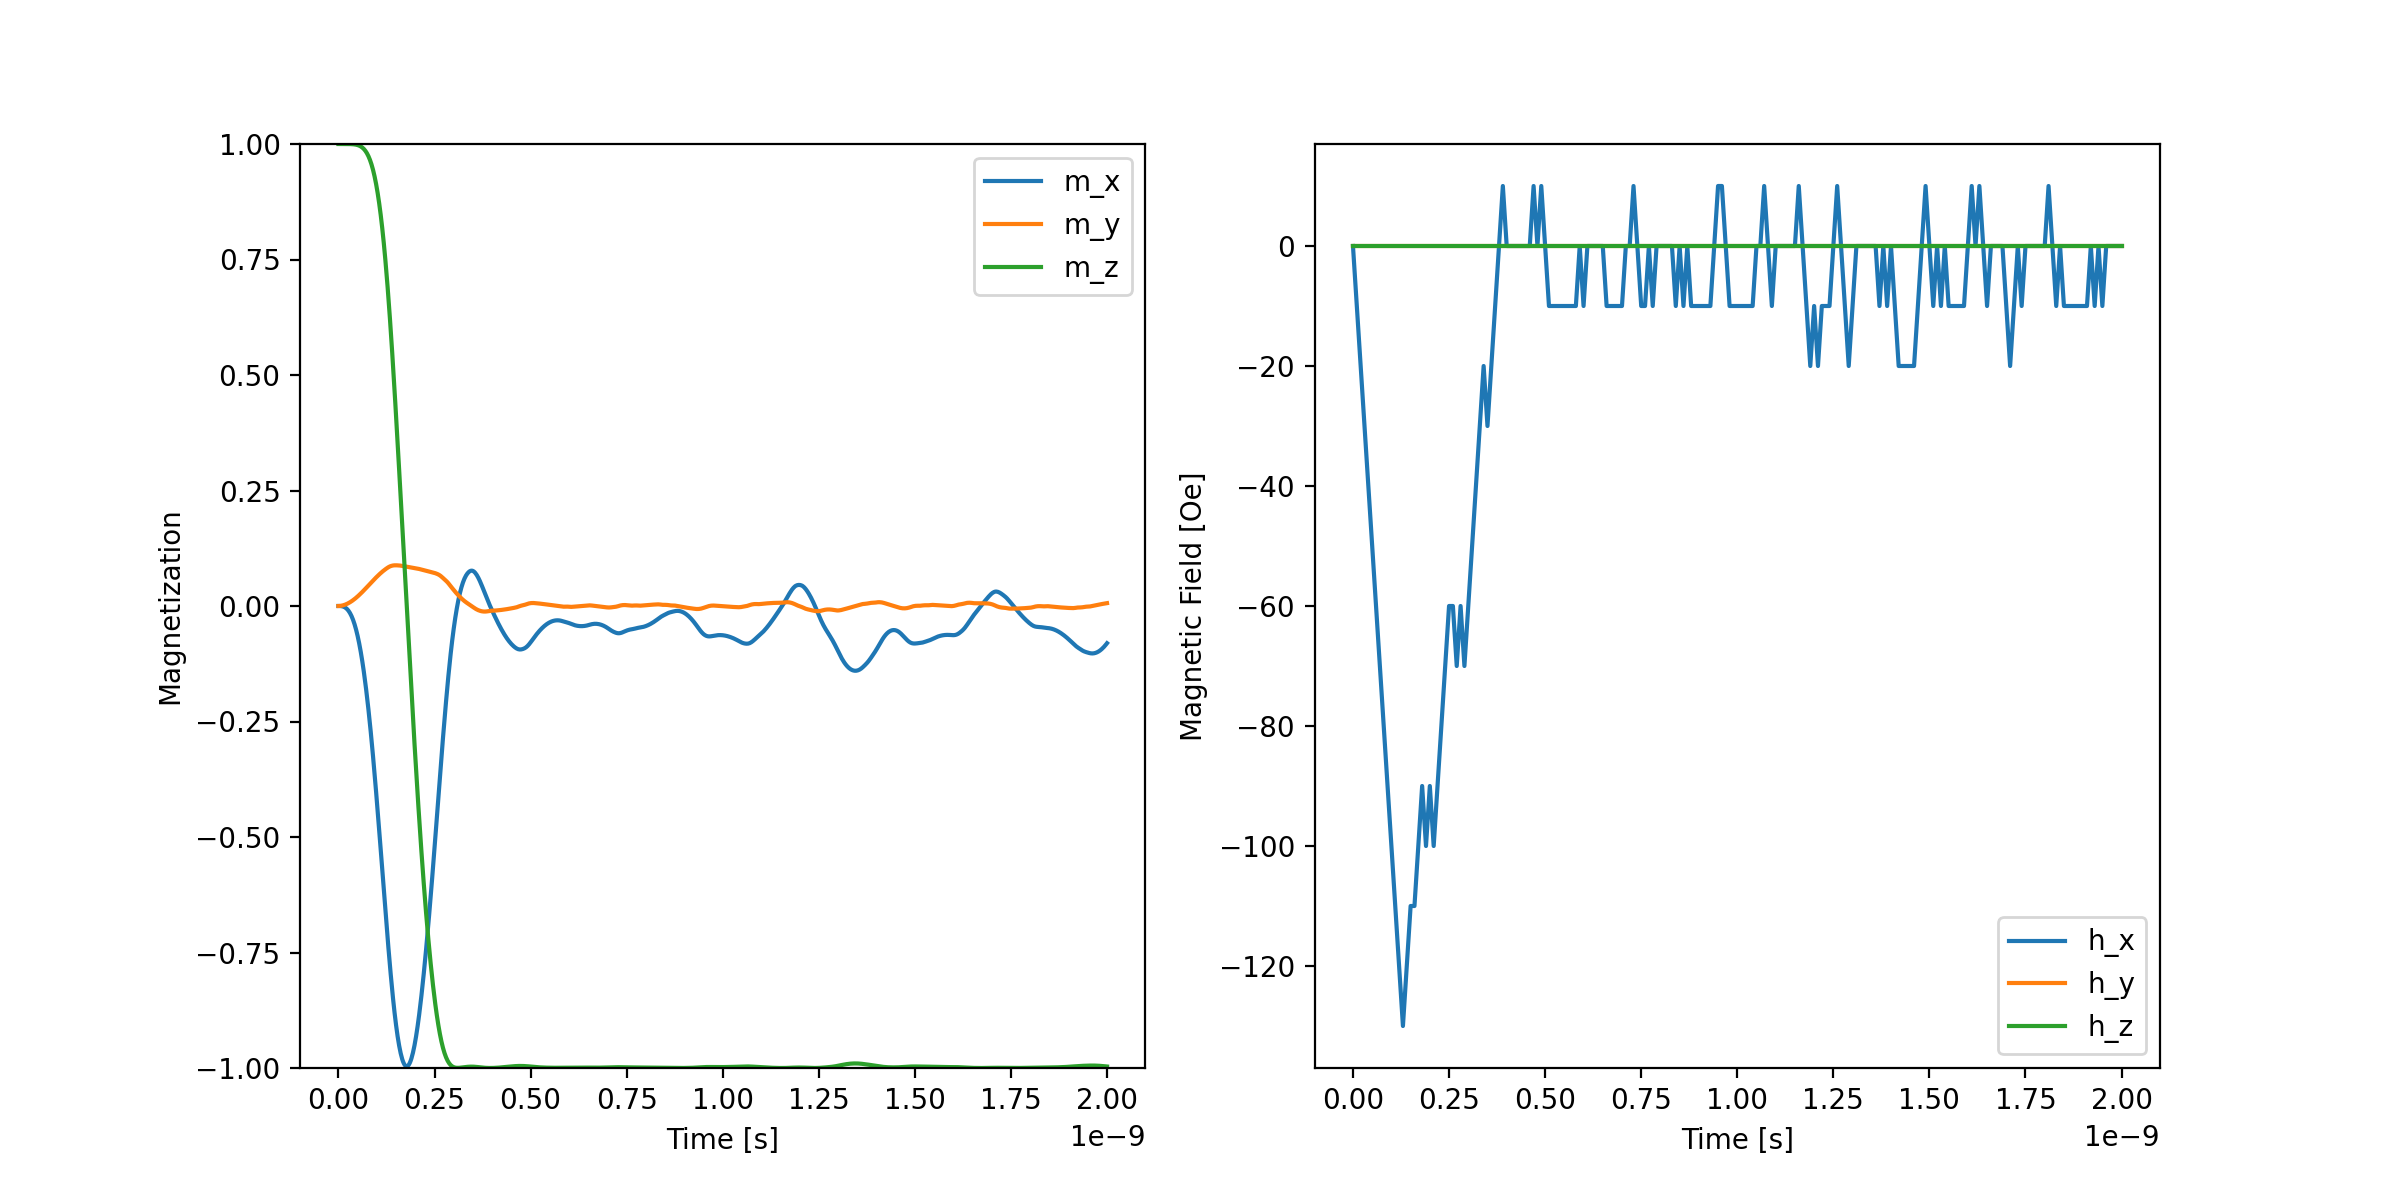 1.00
0.75
0.50
0.25
0.00
−0.25
−0.50
−0.75
−1.00
Magnetization
m_x
m_y
m_z
0.00 0.25 0.50 0.75 1.00 1.25 1.50 1.75 2.00
1e−9
Time [s]
0
−20
−40
−60
−80
−100
−120
Magnetic Field [Oe]
h_x
h_y
h_z
0.00 0.25 0.50 0.75 1.00 1.25 1.50 1.75 2.00
1e−9
Time [s]